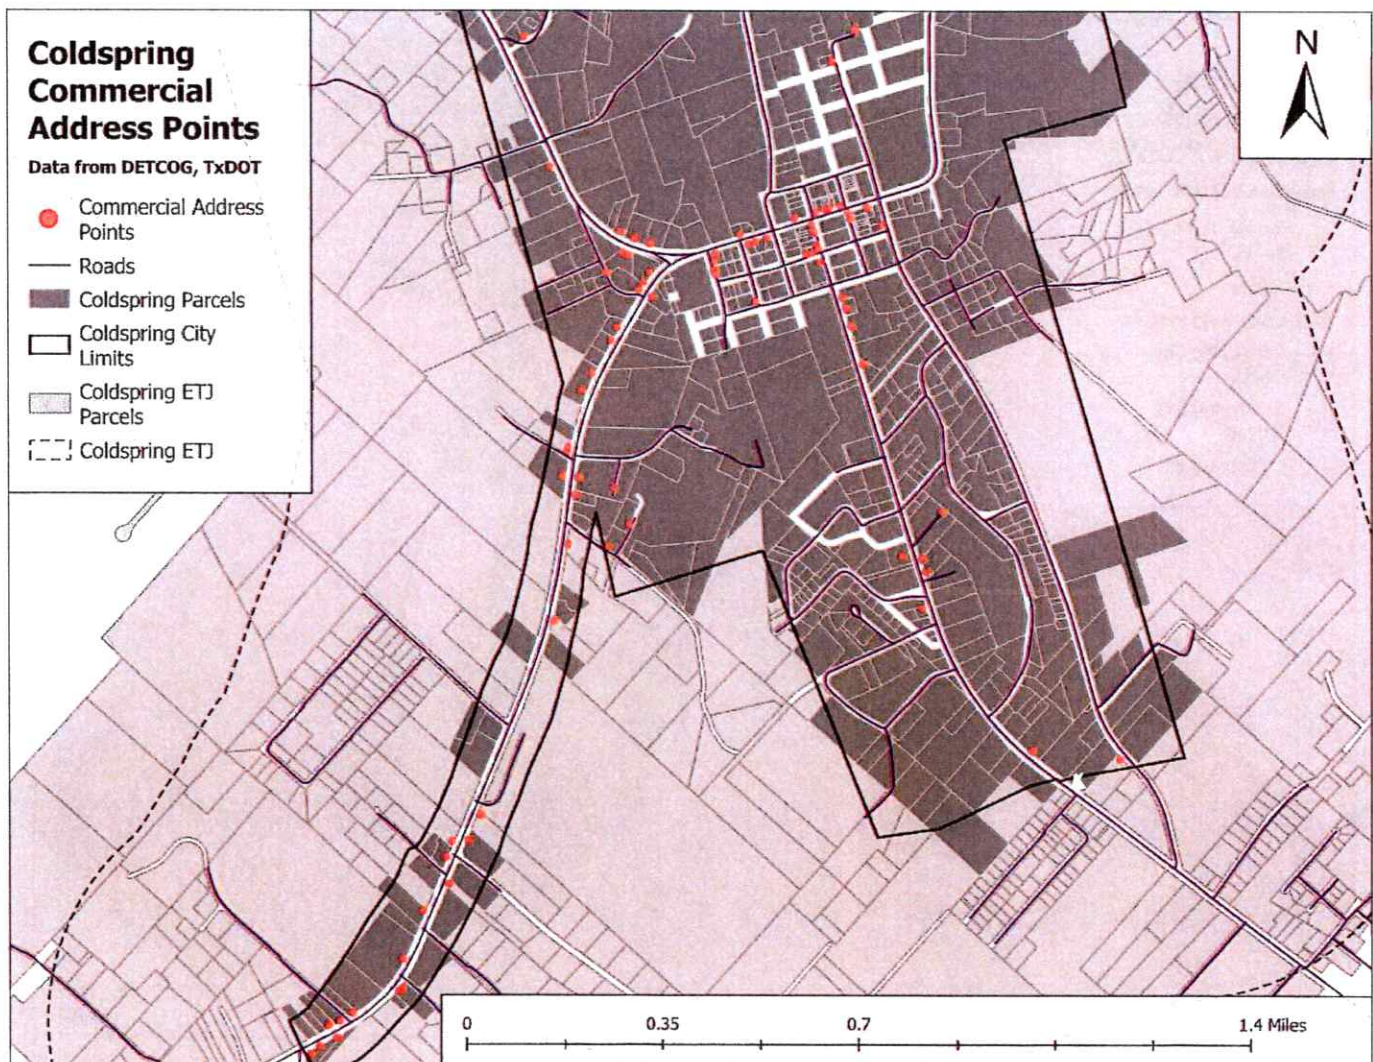 Coldspring
Commercial
Address Points
Data from DETCOG, TxDOT
Commercial Address
Points
Roads
Coldspring Parcels
Coldspring City
Limits
Coldspring ETJ
Parcels
Coldspring ETJ
N
0 0.35 0.7 1.4 Miles